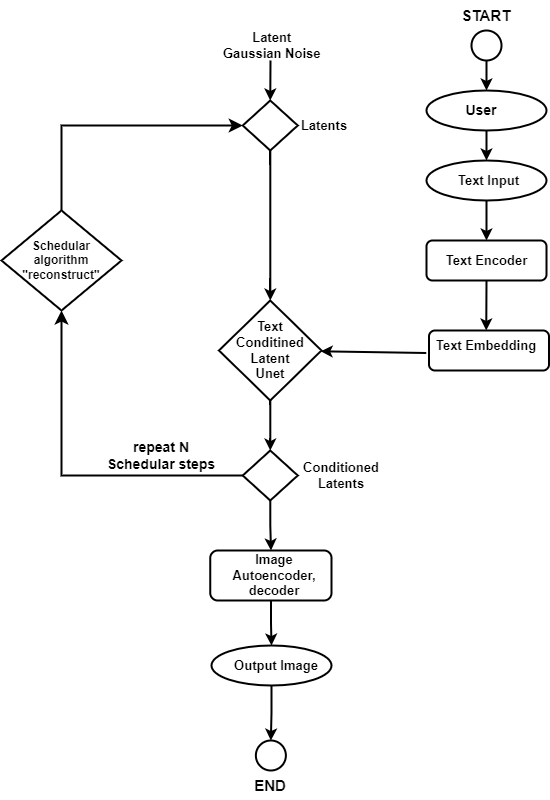 START
Latent
Gaussian Noise
User
Latents
Text Input
Schedular
algorithm
"reconstruct"
Text Encoder
Text
Conditined
Latent
Unet
Text Embedding
repeat N
Schedular steps
Conditioned
Latents
Image
Autoencoder,
decoder
Output Image
END